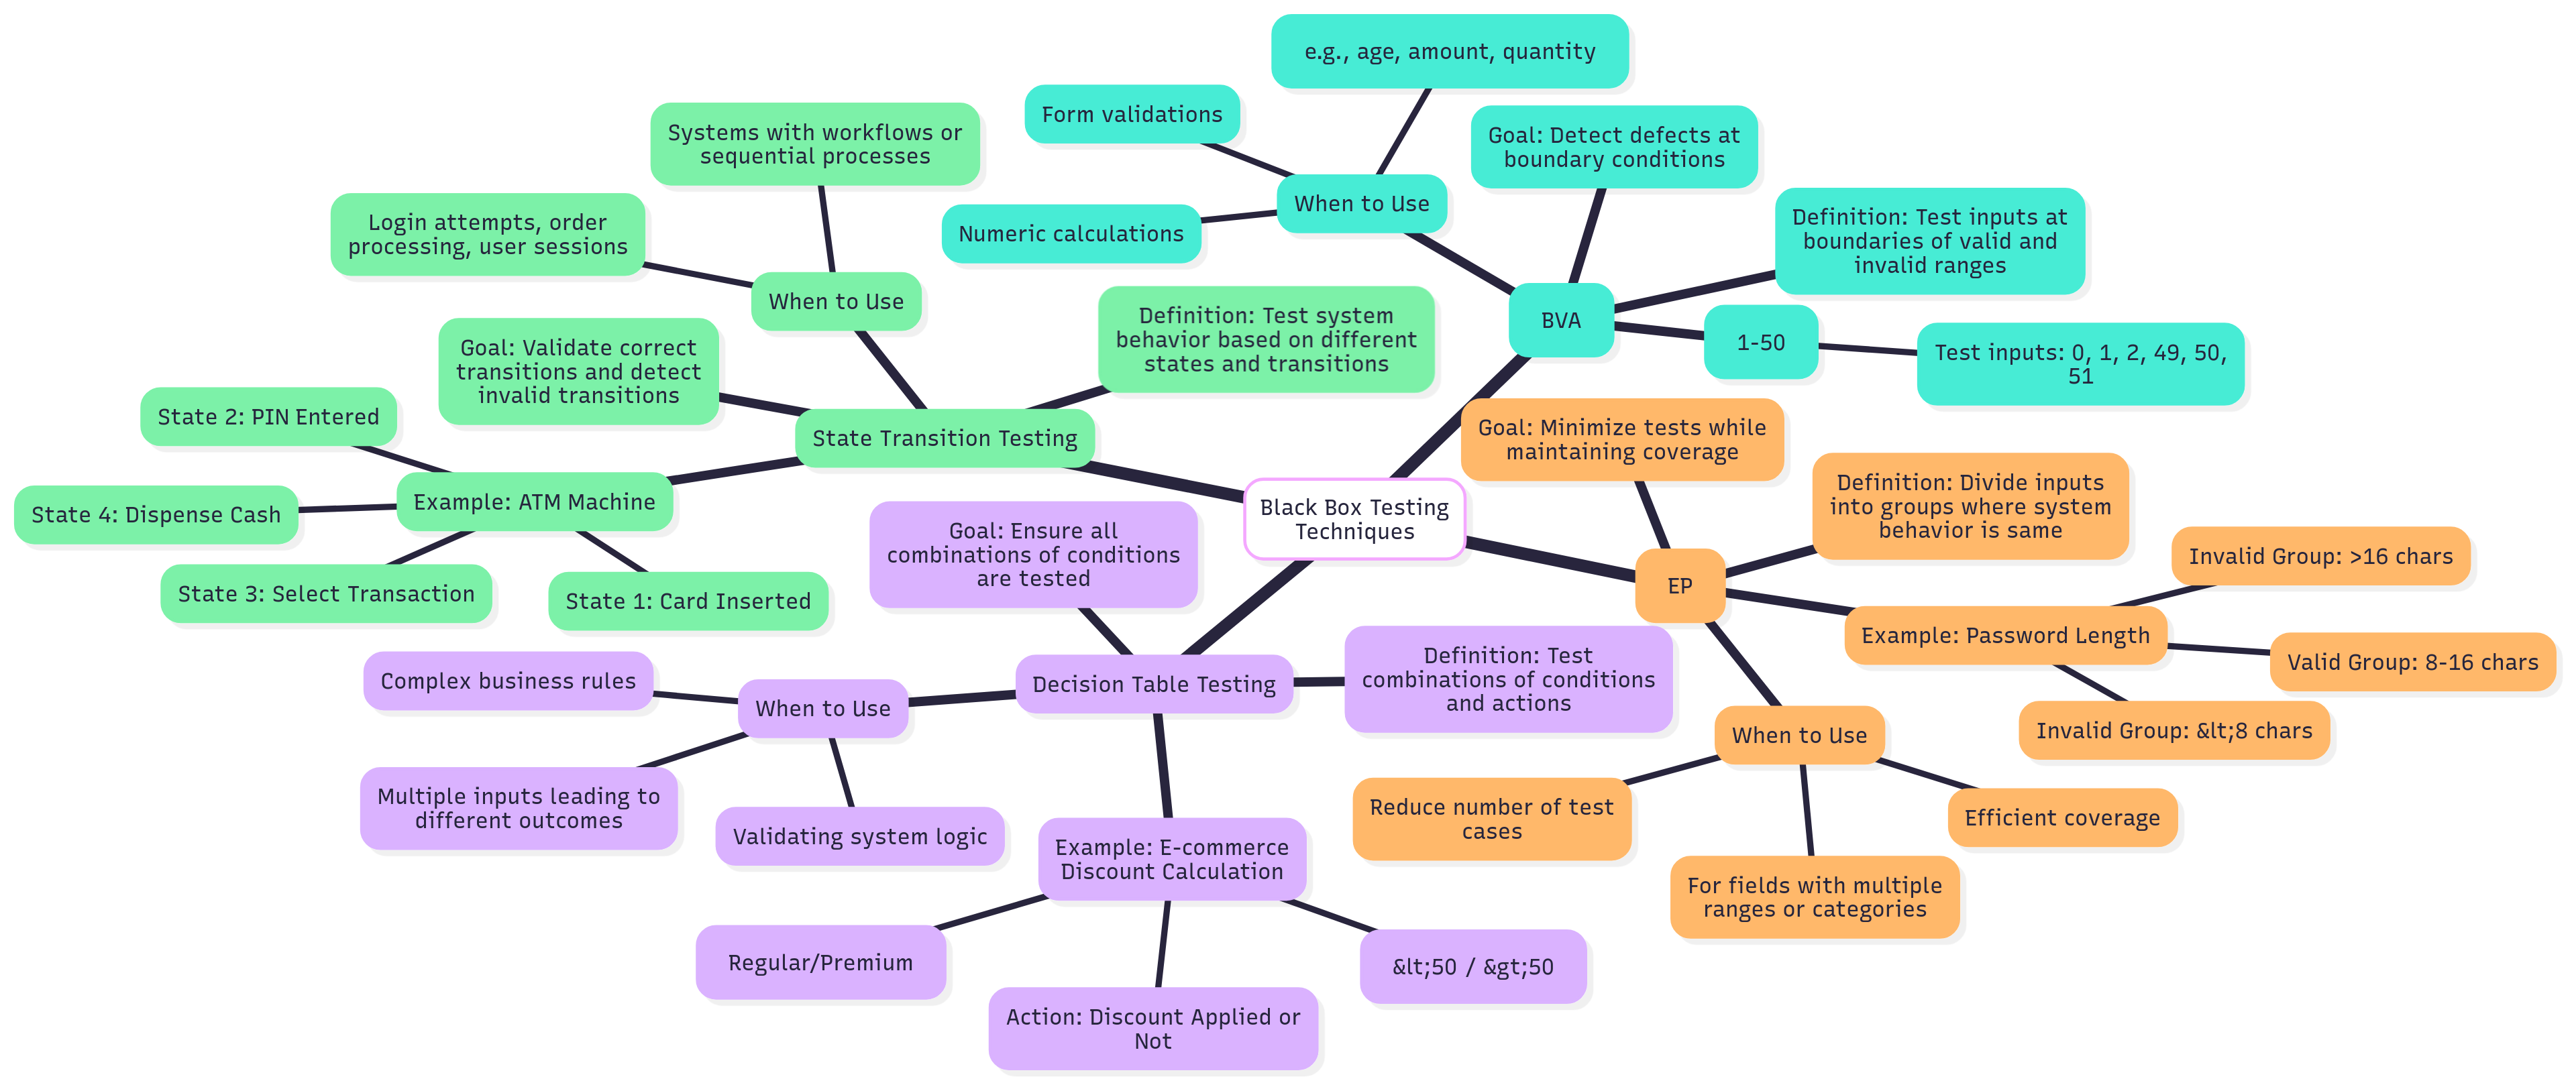 e.g., age, amount, quantity
Form validations
Numeric calculations
When to Use
Goal: Detect defects at
boundary conditions
Definition: Test inputs at
boundaries of valid and
invalid ranges
BVA
1-50
Test inputs: 0, 1, 2, 49, 50,
51
Systems with workflows or
sequential processes
Login attempts, order
processing, user sessions
When to Use
Definition: Test system
behavior based on different
states and transitions
Goal: Validate correct
transitions and detect
invalid transitions
State Transition Testing
State 2: PIN Entered
Example: ATM Machine
State 4: Dispense Cash
State 3: Select Transaction
State 1: Card Inserted
Black Box Testing
Techniques
Goal: Minimize tests while
maintaining coverage
Definition: Divide inputs
into groups where system
behavior is same
EP
Invalid Group: >16 chars
Example: Password Length
Valid Group: 8-16 chars
Invalid Group: &lt;8 chars
When to Use
Reduce number of test
cases
Efficient coverage
For fields with multiple
ranges or categories
Goal: Ensure all
combinations of conditions
are tested
Decision Table Testing
Definition: Test
combinations of conditions
and actions
Complex business rules
When to Use
Multiple inputs leading to
different outcomes
Validating system logic
Example: E-commerce
Discount Calculation
Regular/Premium
&lt;50 / &gt;50
Action: Discount Applied or
Not